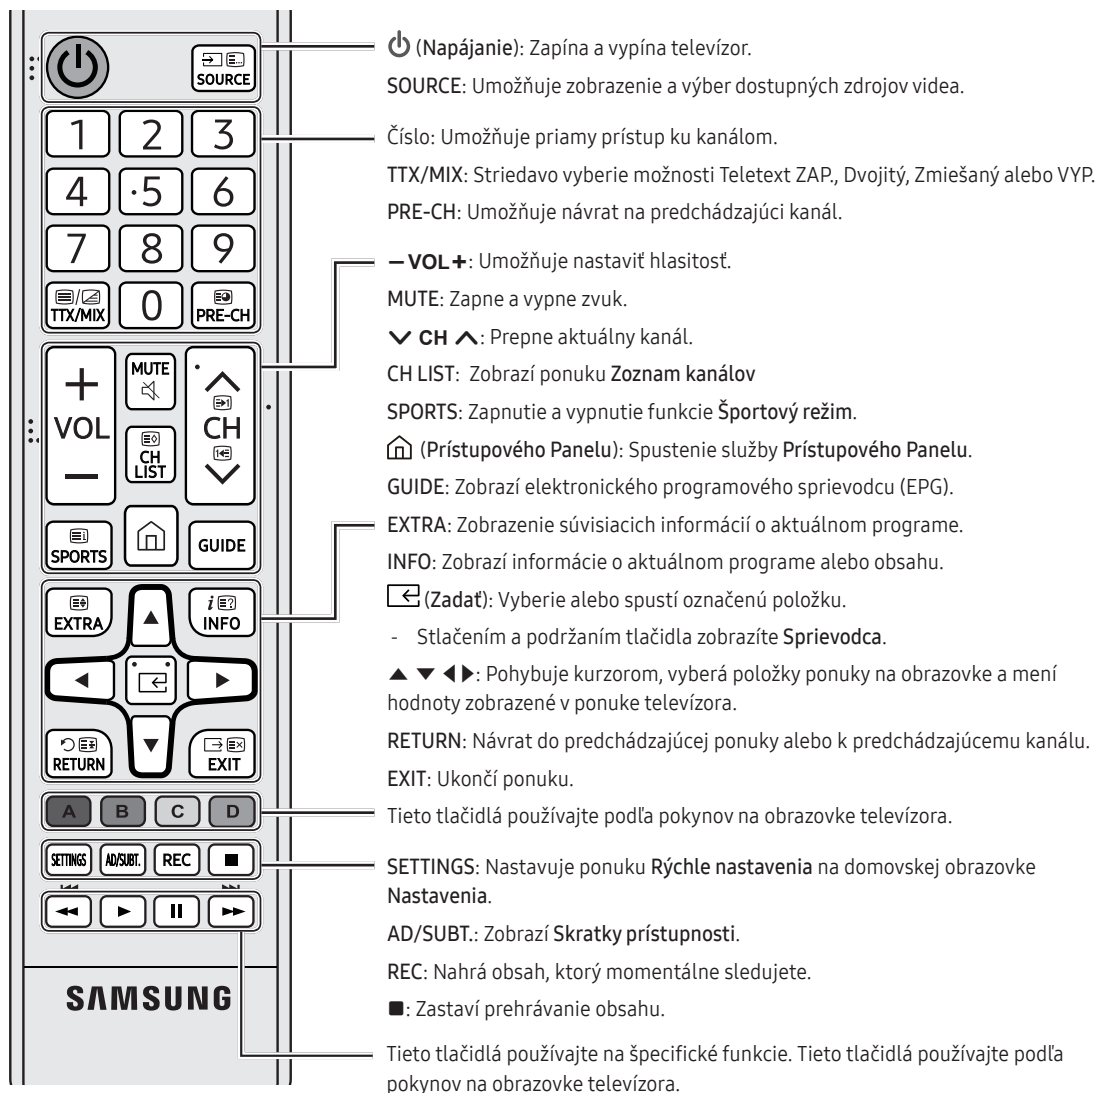 SOURCE
1 2 3
4 ·5 6
7 8 9
TTX/MIX 0 PRE-CH
+ VOL —
MUTE
CH LIST
CH
SPORTS
GUIDE
EXTRA
i INFO
RETURN
EXIT
A B C D
SETTINGS AD/SUBT. REC
SAMSUNG
(Napájanie): Zapína a vypína televízor.
SOURCE: Umožňuje zobrazenie a výber dostupných zdrojov videa.
Číslo: Umožňuje priamy prístup ku kanálom.
TTX/MIX: Striedavo vyberie možnosti Teletext ZAP., Dvojitý, Zmiešaný alebo VYP.
PRE-CH: Umožňuje návrat na predchádzajúci kanál.
— VOL +: Umožňuje nastaviť hlasitosť.
MUTE: Zapne a vypne zvuk.
CH : Prepne aktuálny kanál.
CH LIST: Zobrazí ponuku Zoznam kanálov
SPORTS: Zapnutie a vypnutie funkcie Športový režim.
(Prístupového Panelu): Spustenie služby Prístupového Panelu.
GUIDE: Zobrazí elektronického programového sprievodcu (EPG).
EXTRA: Zobrazenie súvisiacich informácií o aktuálnom programe.
INFO: Zobrazí informácie o aktuálnom programe alebo obsahu.
(Zadať): Vyberie alebo spustí označenú položku.
- Stlačením a podržaním tlačidla zobrazíte Sprievodca.
▲ ▼ ◀ ▶: Pohybuje kurzorom, vyberá položky ponuky na obrazovke a mení
hodnoty zobrazené v ponuke televízora.
RETURN: Návrat do predchádzajúcej ponuky alebo k predchádzajúcemu kanálu.
EXIT: Ukončí ponuku.
Tieto tlačidlá používajte podľa pokynov na obrazovke televízora.
SETTINGS: Nastavuje ponuku Rýchle nastavenia na domovskej obrazovke
Nastavenia.
AD/SUBT.: Zobrazí Skratky prístupnosti.
REC: Nahrá obsah, ktorý momentálne sledujete.
■: Zastaví prehrávanie obsahu.
Tieto tlačidlá používajte na špecifické funkcie. Tieto tlačidlá používajte podľa
pokynov na obrazovke televízora.